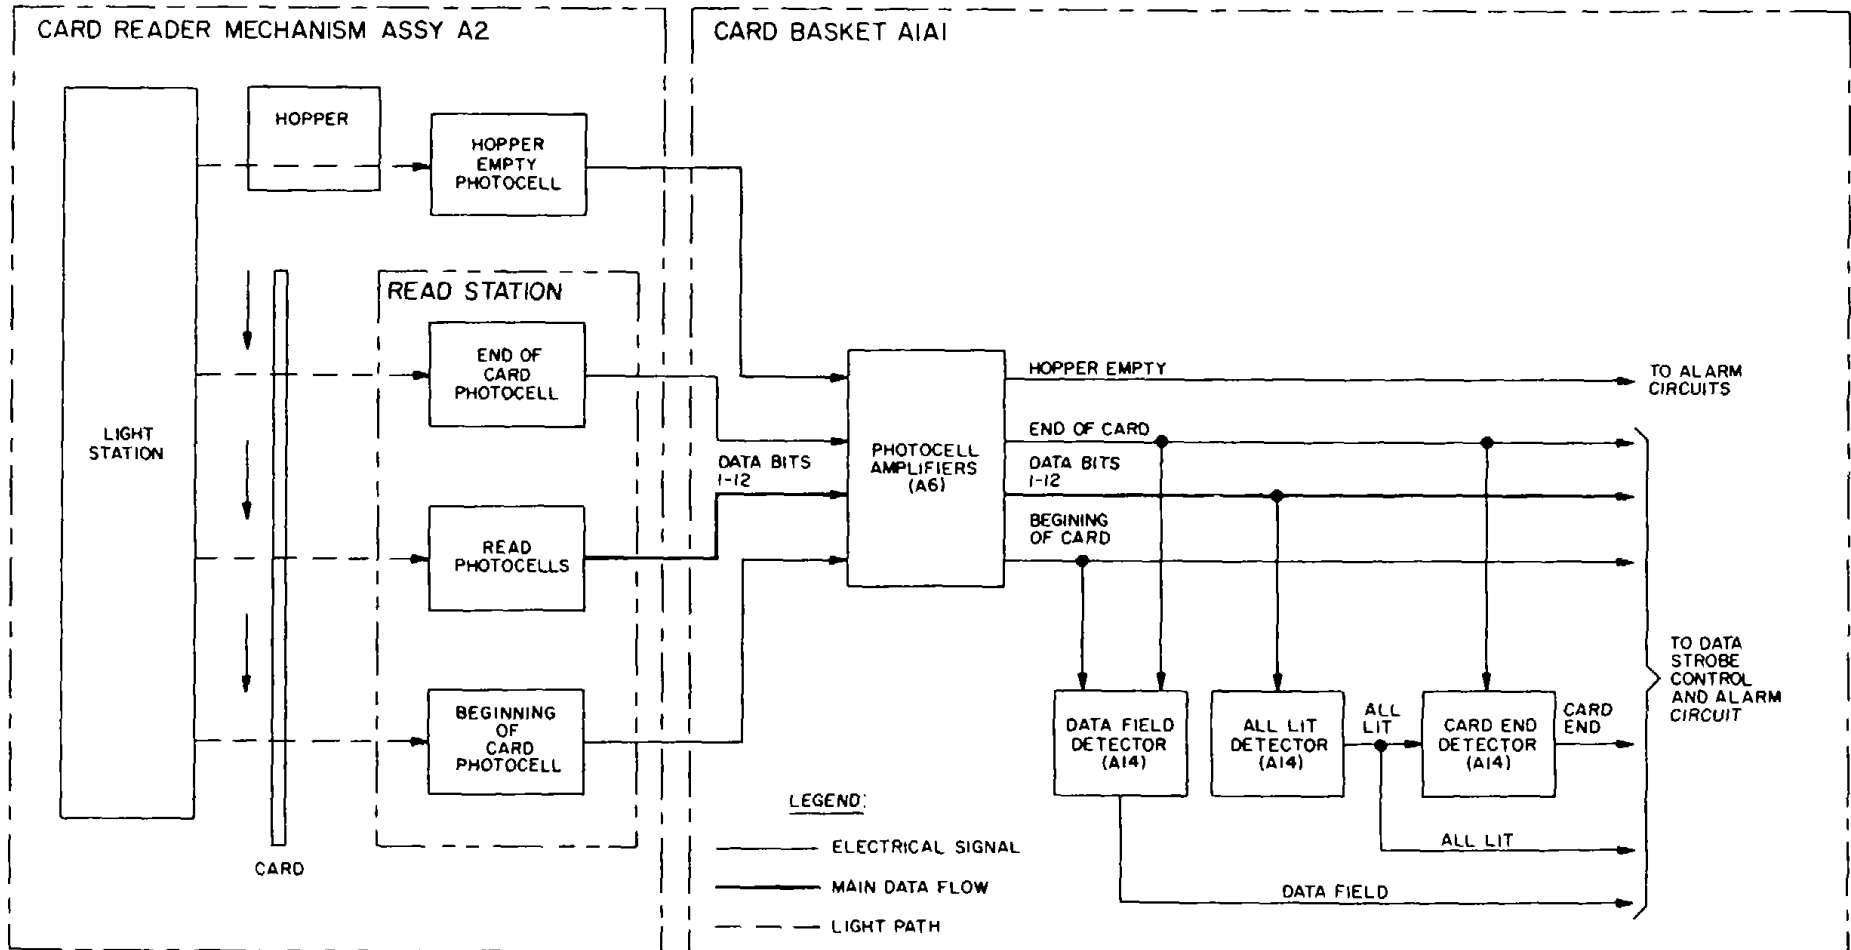 CARD READER MECHANISM ASSY A2
CARD BASKET A1A1
HOPPER
HOPPER
EMPTY
PHOTOCELL
READ STATION
END OF
CARD
PHOTOCELL
LIGHT
STATION
READ
PHOTOCELLS
BEGINNING
OF
CARD
PHOTOCELL
CARD
DATA BITS
1-12
PHOTOCELL
AMPLIFIERS
(A6)
HOPPER EMPTY
TO ALARM
CIRCUITS
END OF CARD
DATA BITS
1-12
BEGINING
OF CARD
DATA FIELD
DETECTOR
(A14)
ALL LIT
DETECTOR
(A14)
ALL
LIT
CARD END
DETECTOR
(A14)
CARD
END
TO DATA
STROBE
CONTROL
AND ALARM
CIRCUIT
ALL LIT
DATA FIELD
LEGEND:
ELECTRICAL SIGNAL
MAIN DATA FLOW
LIGHT PATH